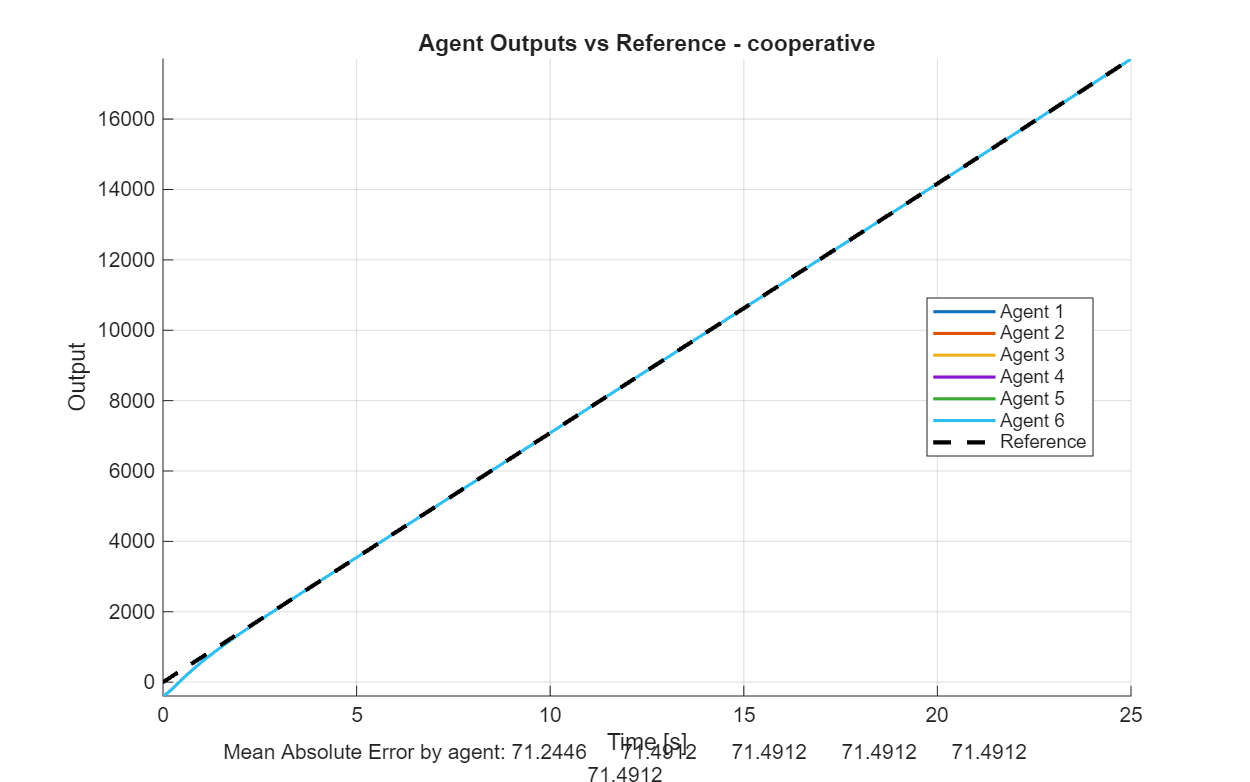 Agent Outputs vs Reference - cooperative
16000
14000
12000
10000
8000
6000
4000
2000
0
Output
Agent 1
Agent 2
Agent 3
Agent 4
Agent 5
Agent 6
Reference
0 5 10 15 20 25
Time [s]
Mean Absolute Error by agent: 71.2446 71.4912 71.4912 71.4912 71.4912
71.4912